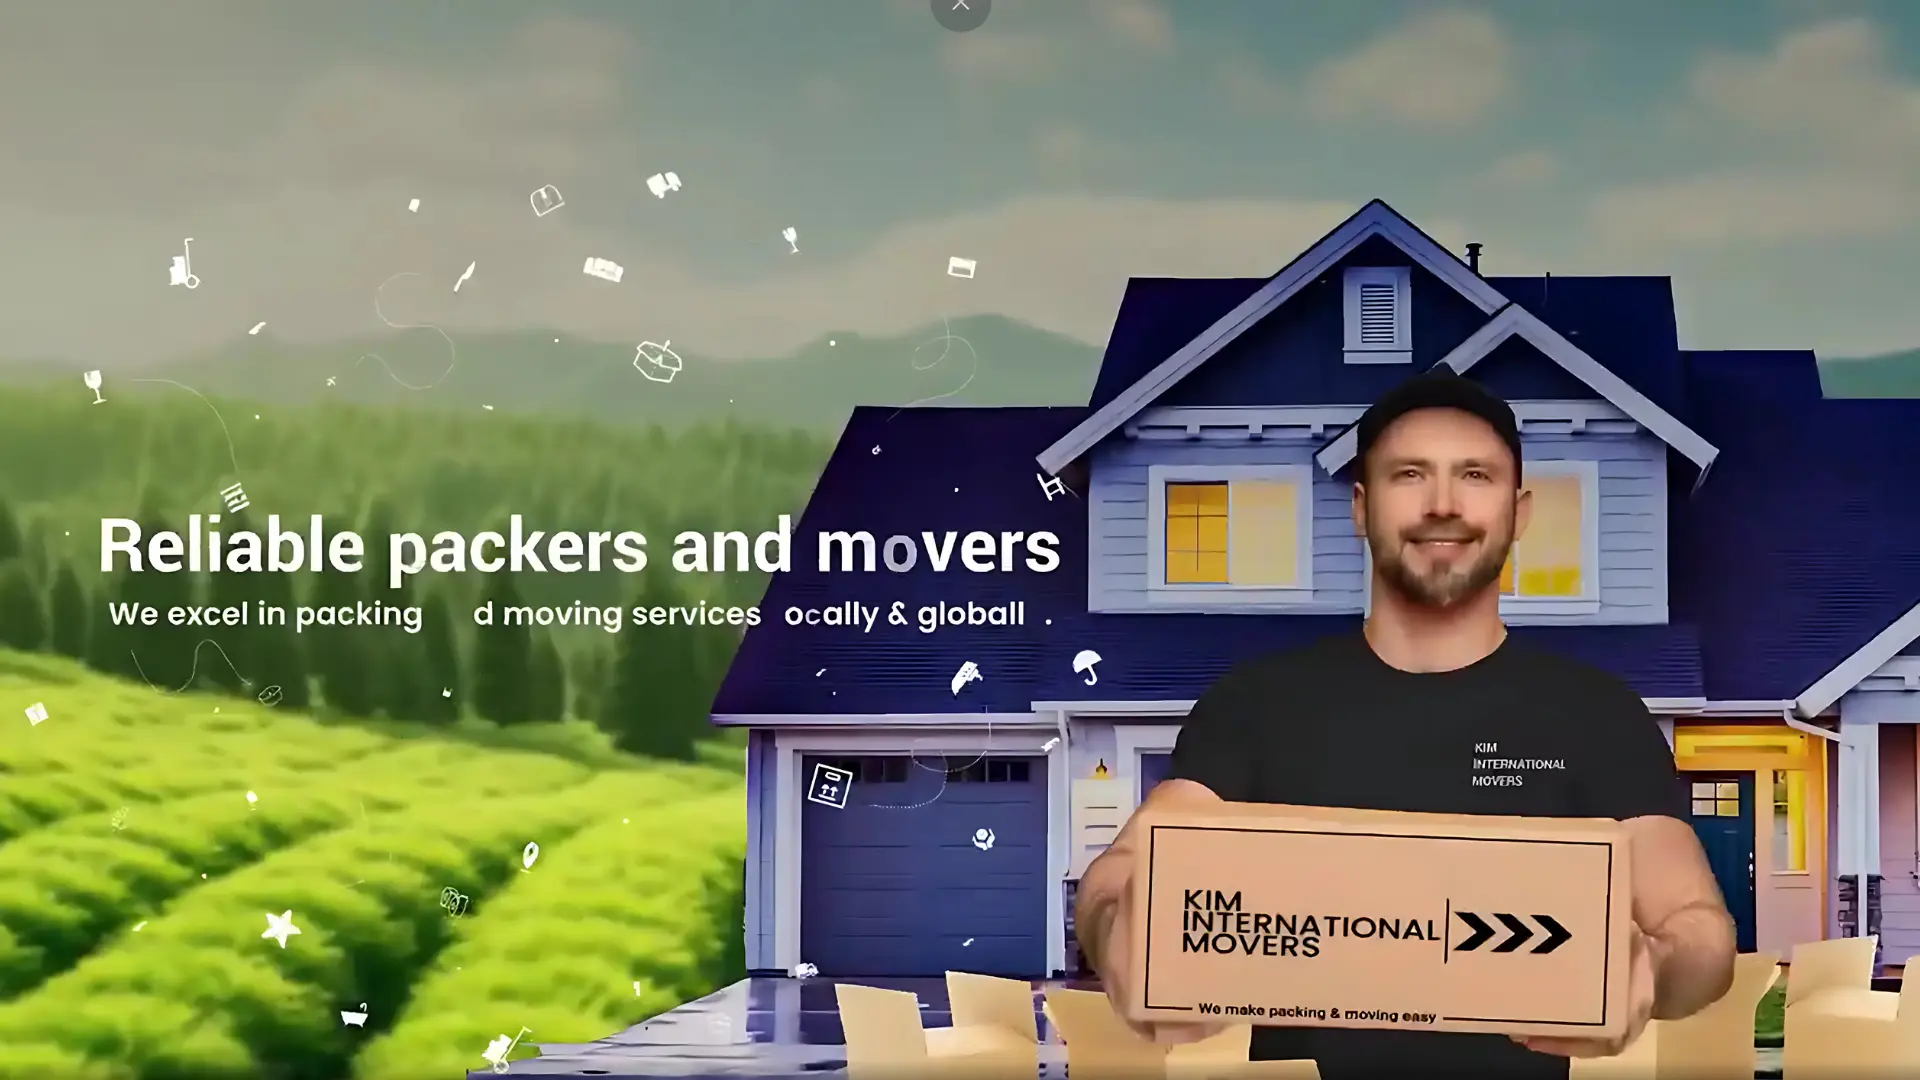 Reliable packers and movers
We excel in packing d moving services ocally & globall .
KIM
INTERNATIONAL
MOVERS
KIM
INTERNATIONAL
MOVERS
We make packing & moving easy